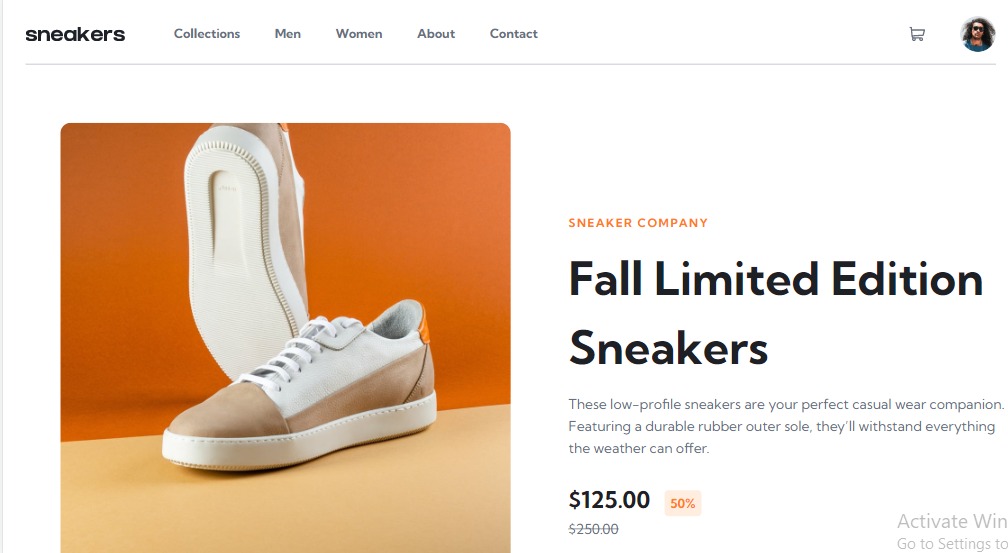 sneakers Collections Men Women About Contact
SNEAKER COMPANY
Fall Limited Edition
Sneakers
These low-profile sneakers are your perfect casual wear companion.
Featuring a durable rubber outer sole, they'll withstand everything
the weather can offer.
$125.00 50%
$250.00
Activate Win
Go to Settings to